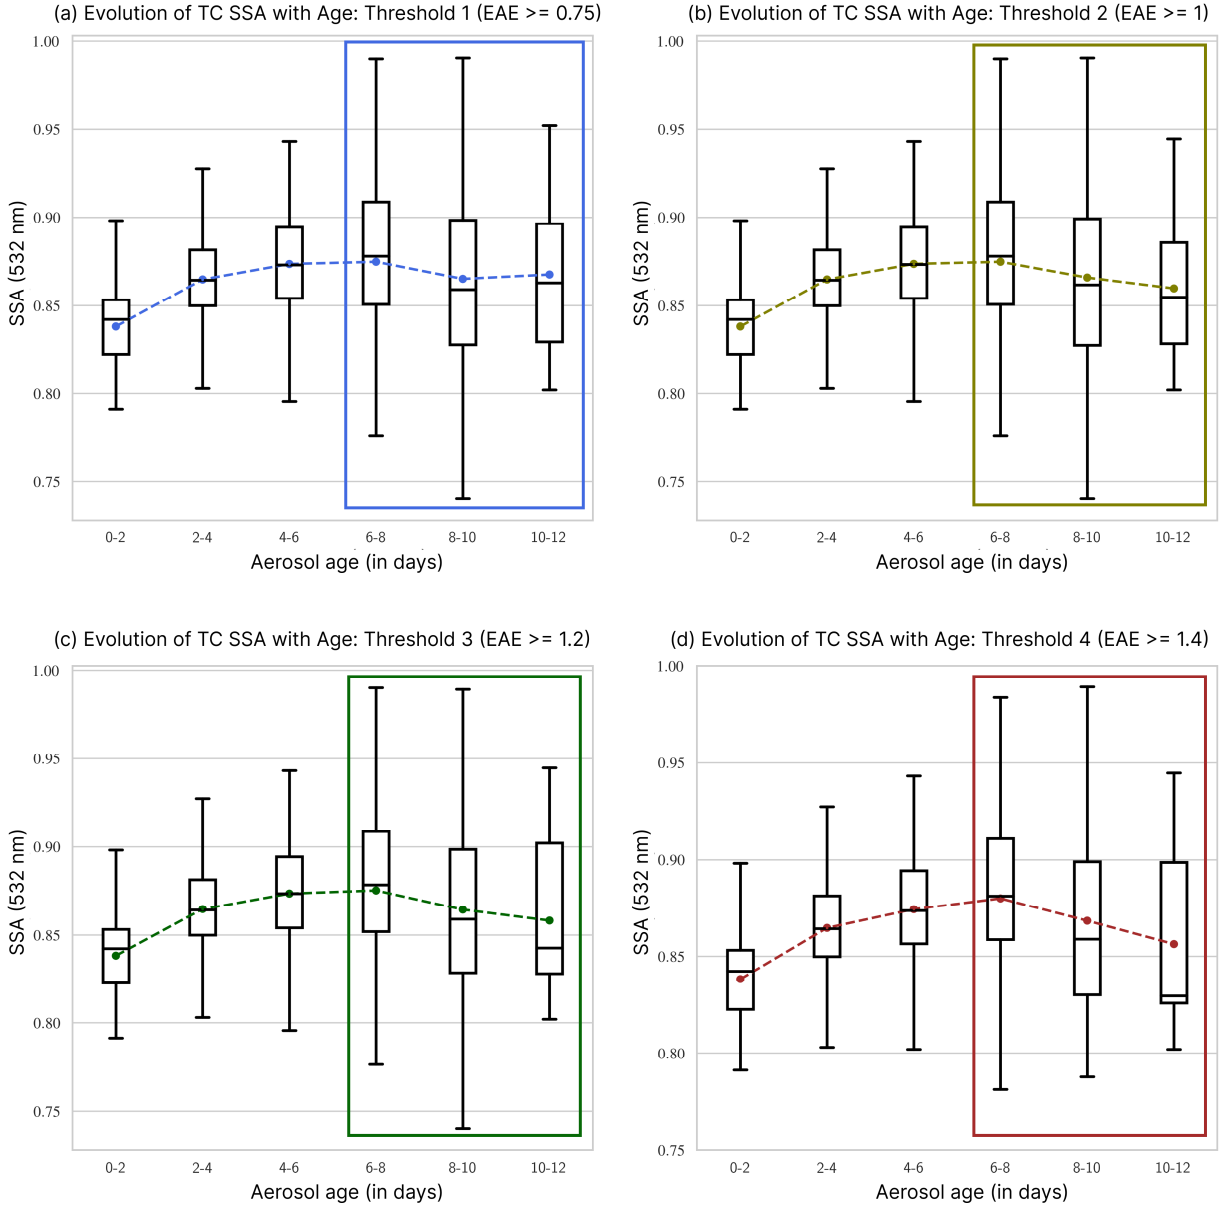 (a) Evolution of TC SSA with Age: Threshold 1 (EAE >= 0.75)
1.00
0.95
0.90
0.85
0.80
0.75
SSA (532 nm)
0-2 2-4 4-6 6-8 8-10 10-12
Aerosol age (in days)
(b) Evolution of TC SSA with Age: Threshold 2 (EAE >= 1)
1.00
0.95
0.90
0.85
0.80
0.75
SSA (532 nm)
0-2 2-4 4-6 6-8 8-10 10-12
Aerosol age (in days)
(c) Evolution of TC SSA with Age: Threshold 3 (EAE >= 1.2)
1.00
0.95
0.90
0.85
0.80
0.75
SSA (532 nm)
0-2 2-4 4-6 6-8 8-10 10-12
Aerosol age (in days)
(d) Evolution of TC SSA with Age: Threshold 4 (EAE >= 1.4)
1.00
0.95
0.90
0.85
0.80
0.75
SSA (532 nm)
0-2 2-4 4-6 6-8 8-10 10-12
Aerosol age (in days)